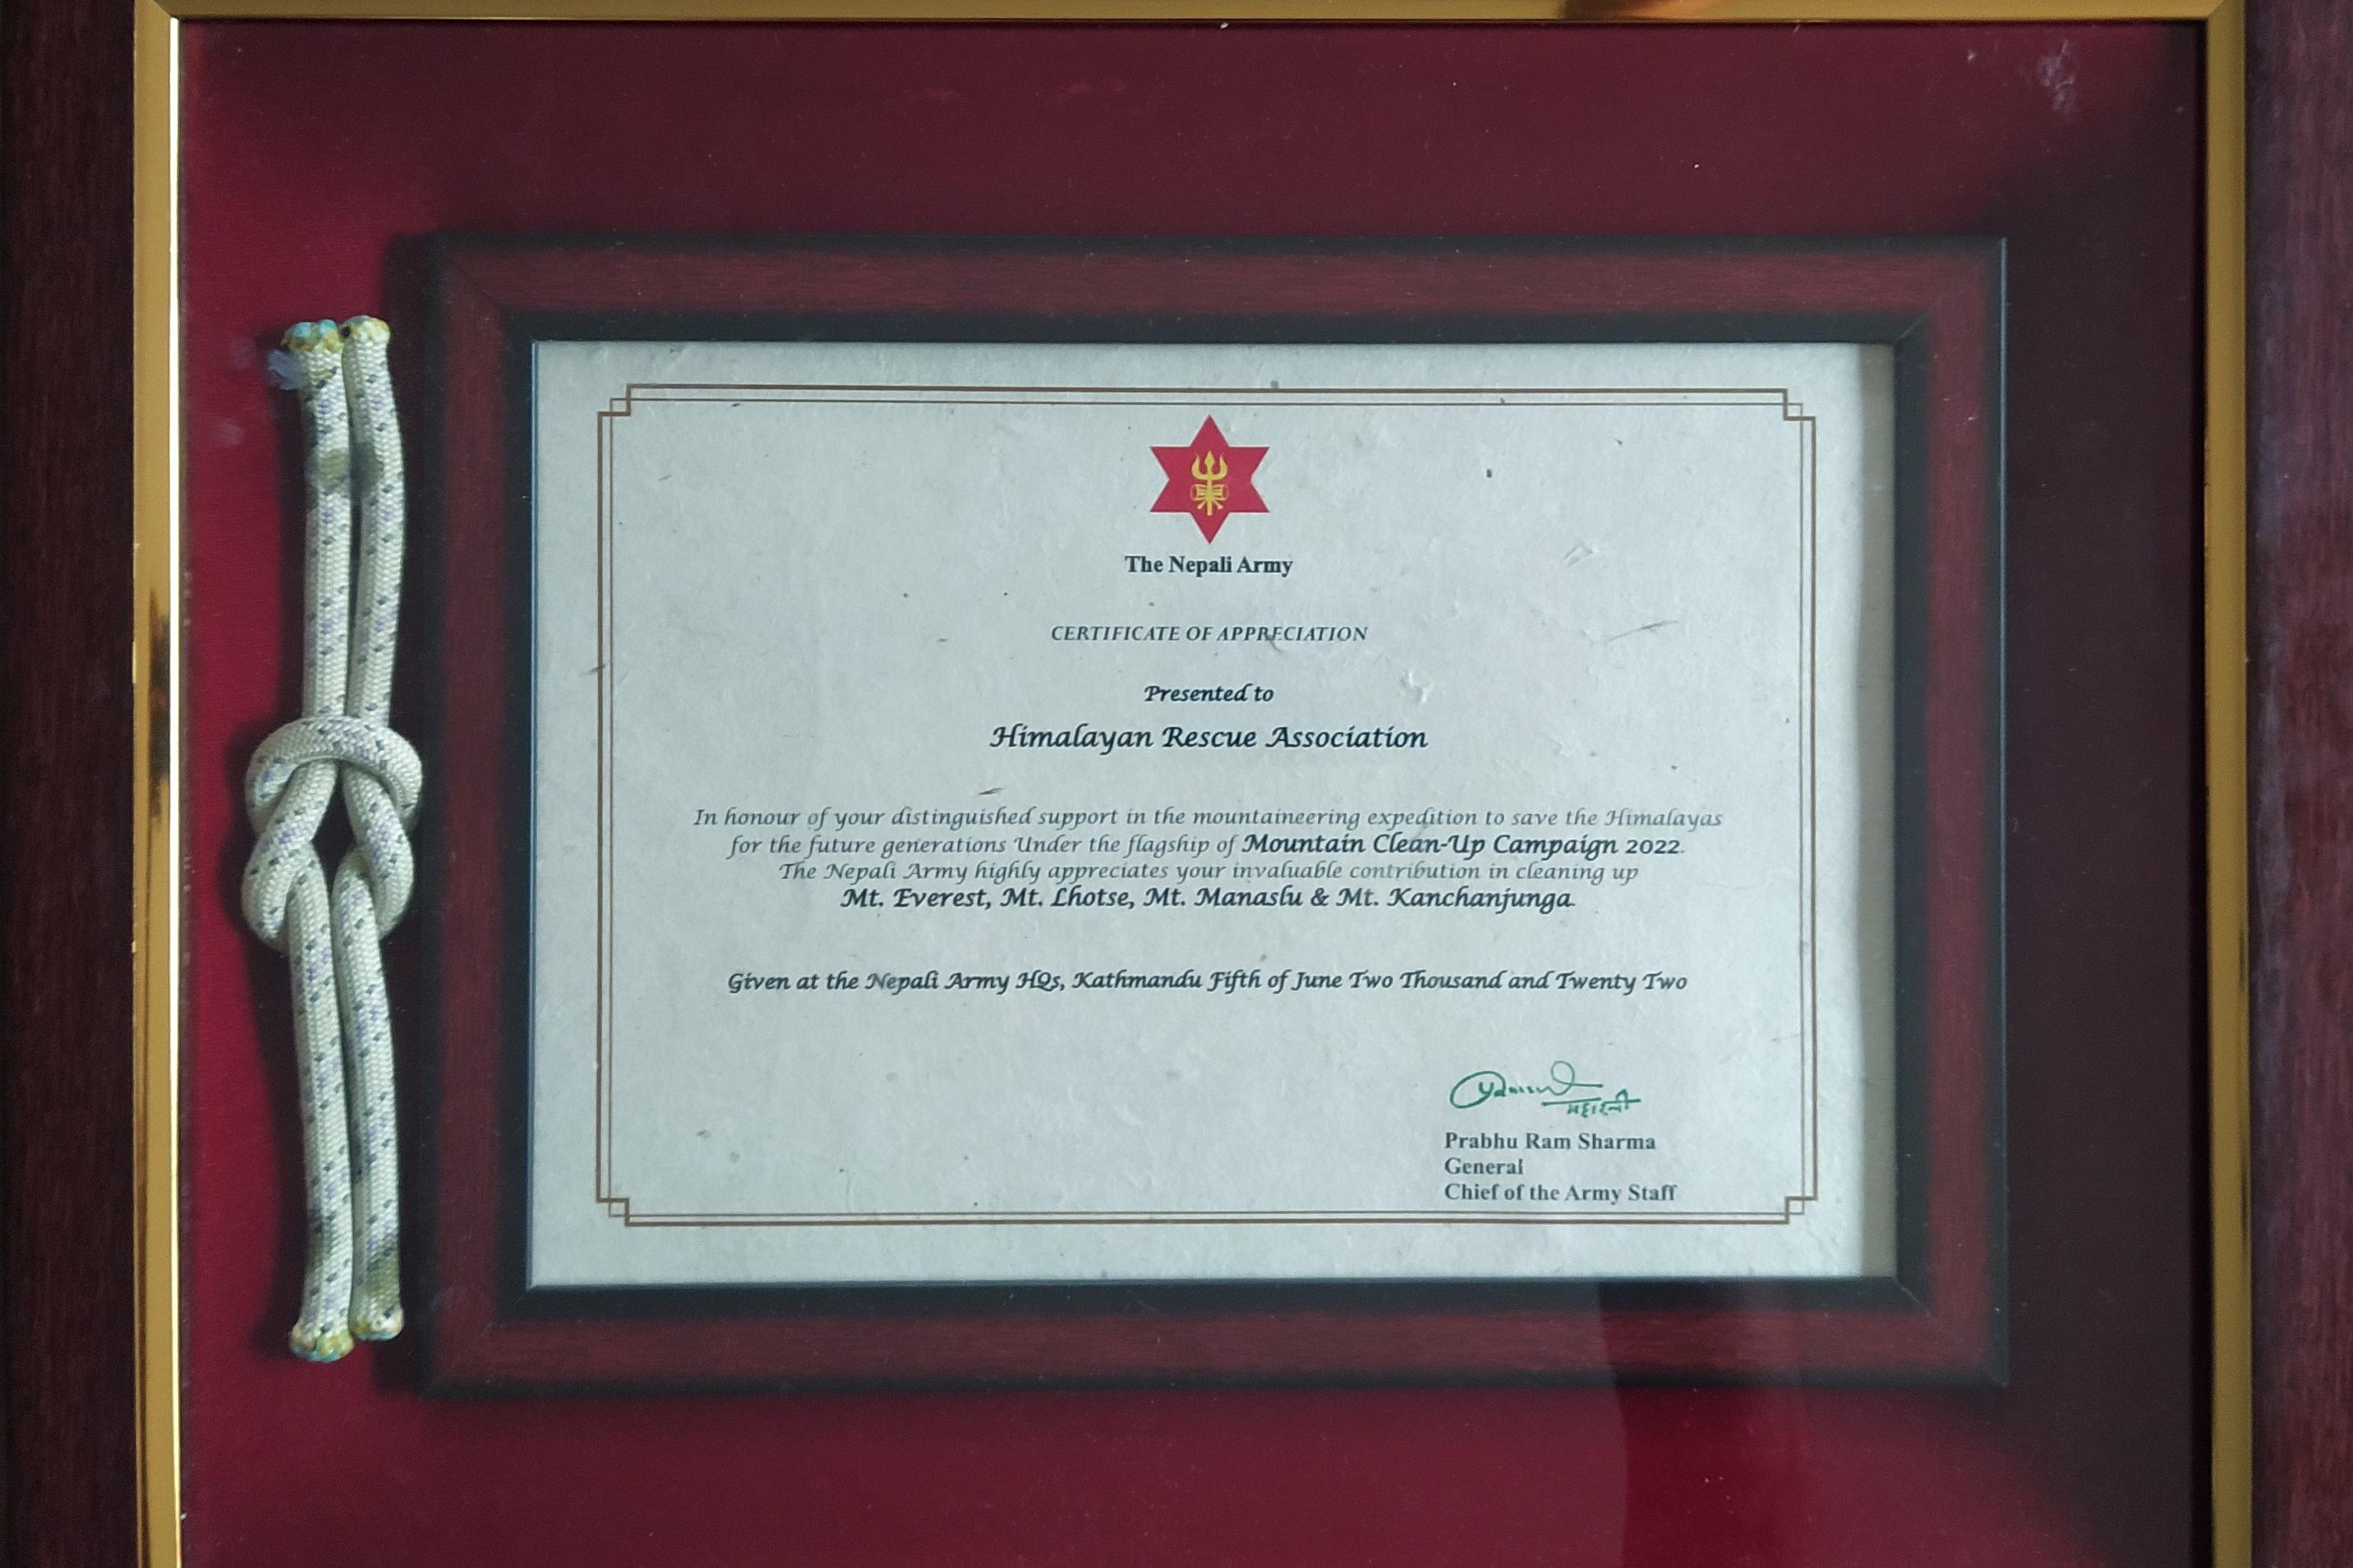 The Nepali Army
CERTIFICATE OF APPRECIATION
Presented to
Himalayan Rescue Association
In honour of your distinguished support in the mountaineering expedition to save the Himalayas
for the future generations Under the flagship of Mountain Clean-Up Campaign 2022.
The Nepali Army highly appreciates your invaluable contribution in cleaning up
Mt. Everest, Mt. Lhotse, Mt. Manaslu & Mt. Kanchanjunga.
Given at the Nepali Army HQs, Kathmandu Fifth of June Two Thousand and Twenty Two
Prabhu Ram Sharma
General
Chief of the Army Staff